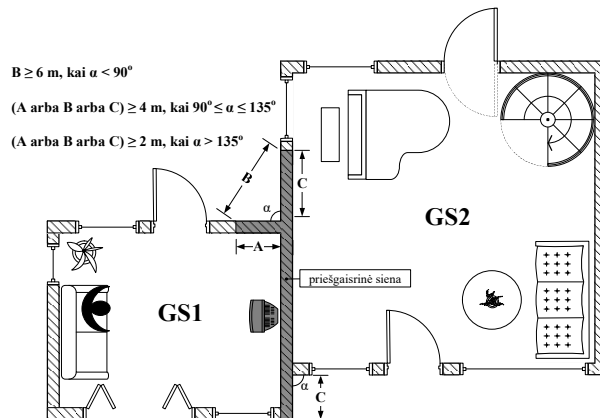 B ≥ 6 m, kai α < 90°
(A arba B arba C) ≥ 4 m, kai 90° ≤ α ≤ 135°
(A arba B arba C) ≥ 2 m, kai α > 135°
B
C
α
A
GS2
priešgaisrinė siena
GS1
α
C